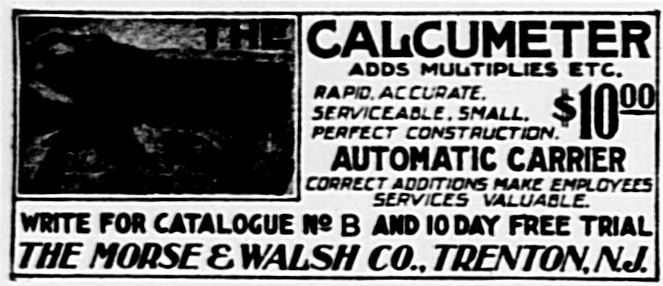 THE
CALCUMETER
ADDS MULTIPLIES ETC.
RAPID, ACCURATE,
SERVICEABLE, SMALL,
PERFECT CONSTRUCTION.
$10.00
AUTOMATIC CARRIER
CORRECT ADDITIONS MAKE EMPLOYEES
SERVICES VALUABLE.
WRITE FOR CATALOGUE Nº B AND 10 DAY FREE TRIAL
THE MORSE & WALSH CO., TRENTON, N.J.